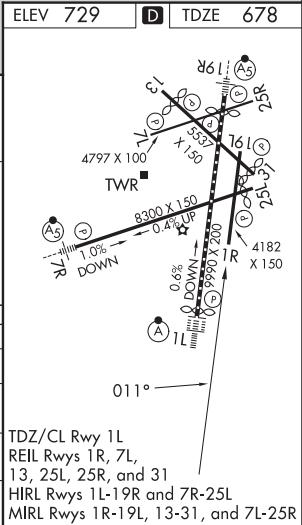 ELEV 729 D TDZE 678
19R
A5
13
P
25R
P
P
7L
19L
5537 X 150
4797 X 100
P
TWR
31
25L
P
P
8300 X 150
0.4% UP
A5
P
1.0% DOWN
7R
0.6% DOWN
9990 X 200
1R
4182 X 150
P
A
1L
011°
TDZ/CL Rwy 1L
REIL Rwys 1R, 7L,
13, 25L, 25R, and 31
HIRL Rwys 1L-19R and 7R-25L
MIRL Rwys 1R-19L, 13-31, and 7L-25R